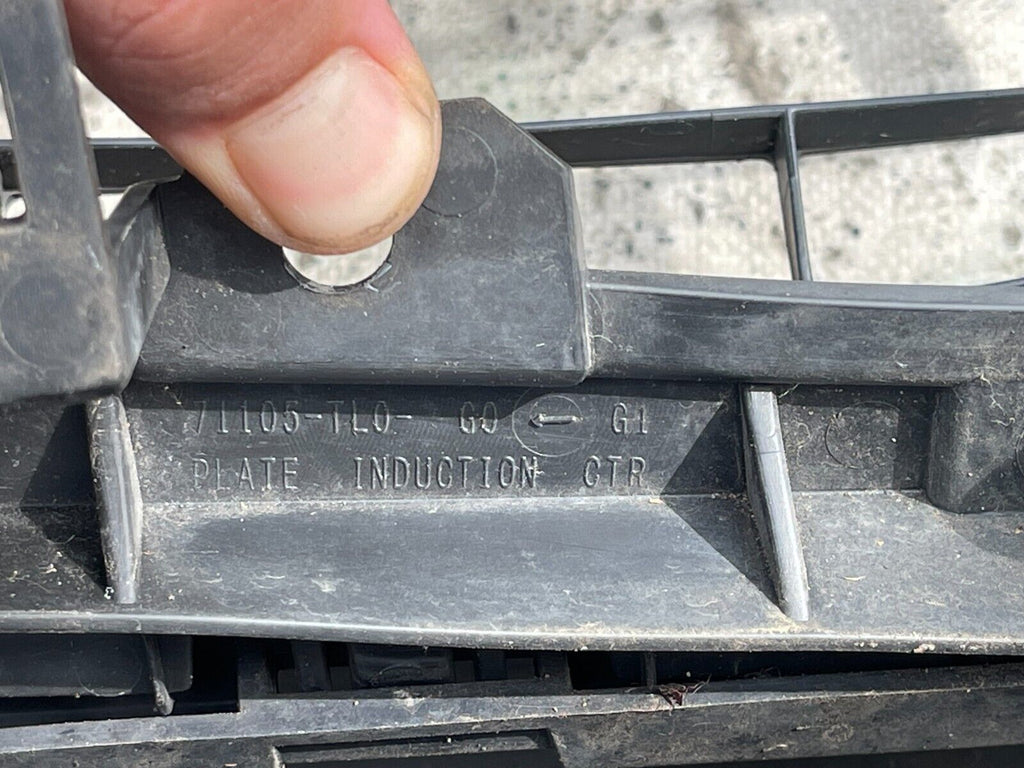 71105-TL0- G0 ← G1
PLATE INDUCTION CTR